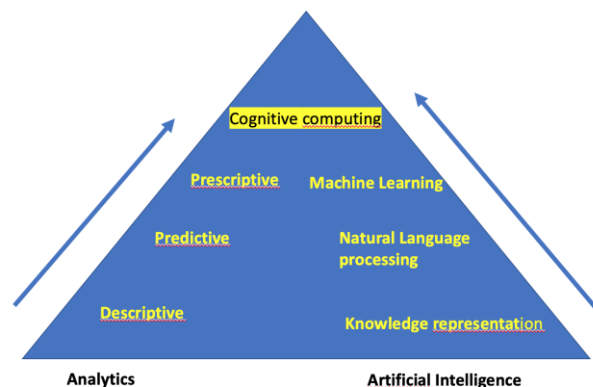 Cognitive computing
Prescriptive
Machine Learning
Predictive
Natural Language
processing
Descriptive
Knowledge representation
Analytics
Artificial Intelligence